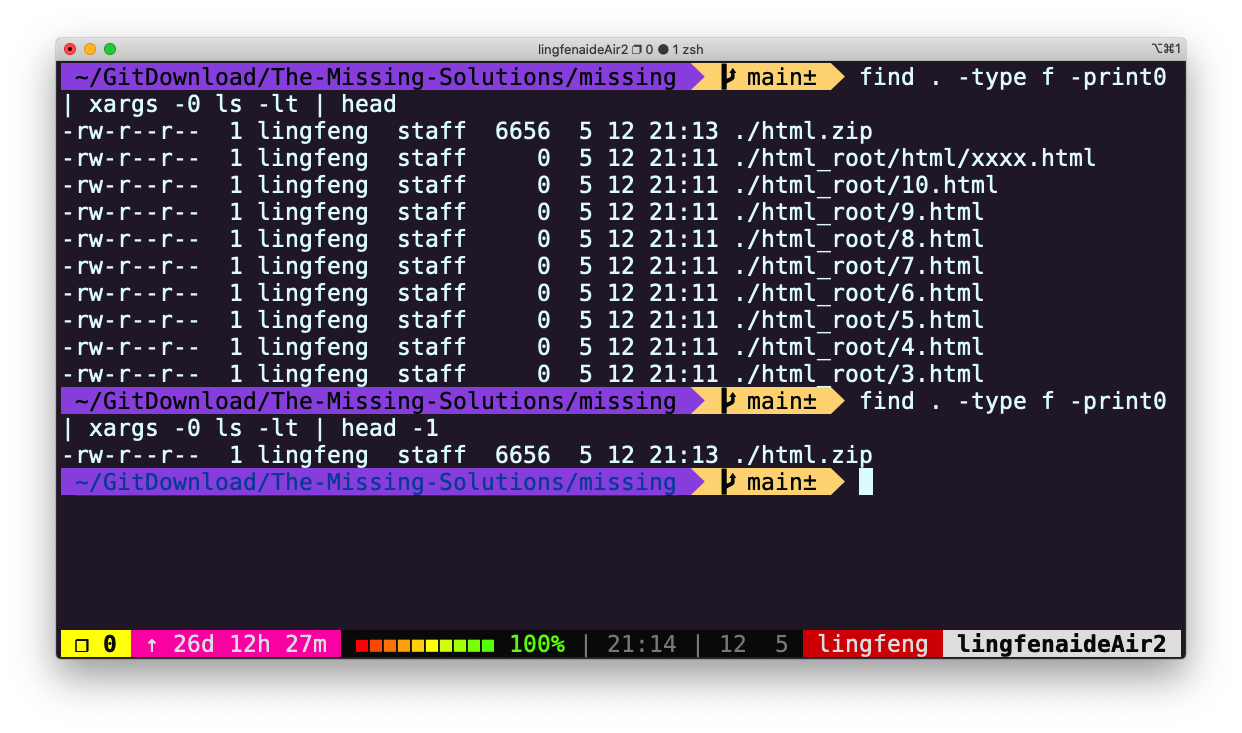 lingfenaideAir2 ❐ 0 ● 1 zsh ⌥⌘1
~/GitDownload/The-Missing-Solutions/missing main± find . -type f -print0
| xargs -0 ls -lt | head
-rw-r--r--  1 lingfeng  staff  6656  5 12 21:13 ./html.zip
-rw-r--r--  1 lingfeng  staff     0  5 12 21:11 ./html_root/html/xxxx.html
-rw-r--r--  1 lingfeng  staff     0  5 12 21:11 ./html_root/10.html
-rw-r--r--  1 lingfeng  staff     0  5 12 21:11 ./html_root/9.html
-rw-r--r--  1 lingfeng  staff     0  5 12 21:11 ./html_root/8.html
-rw-r--r--  1 lingfeng  staff     0  5 12 21:11 ./html_root/7.html
-rw-r--r--  1 lingfeng  staff     0  5 12 21:11 ./html_root/6.html
-rw-r--r--  1 lingfeng  staff     0  5 12 21:11 ./html_root/5.html
-rw-r--r--  1 lingfeng  staff     0  5 12 21:11 ./html_root/4.html
-rw-r--r--  1 lingfeng  staff     0  5 12 21:11 ./html_root/3.html
~/GitDownload/The-Missing-Solutions/missing main± find . -type f -print0
| xargs -0 ls -lt | head -1
-rw-r--r--  1 lingfeng  staff  6656  5 12 21:13 ./html.zip
~/GitDownload/The-Missing-Solutions/missing main±
❐ 0 ↑ 26d 12h 27m 100% | 21:14 | 12  5 lingfeng lingfenaideAir2